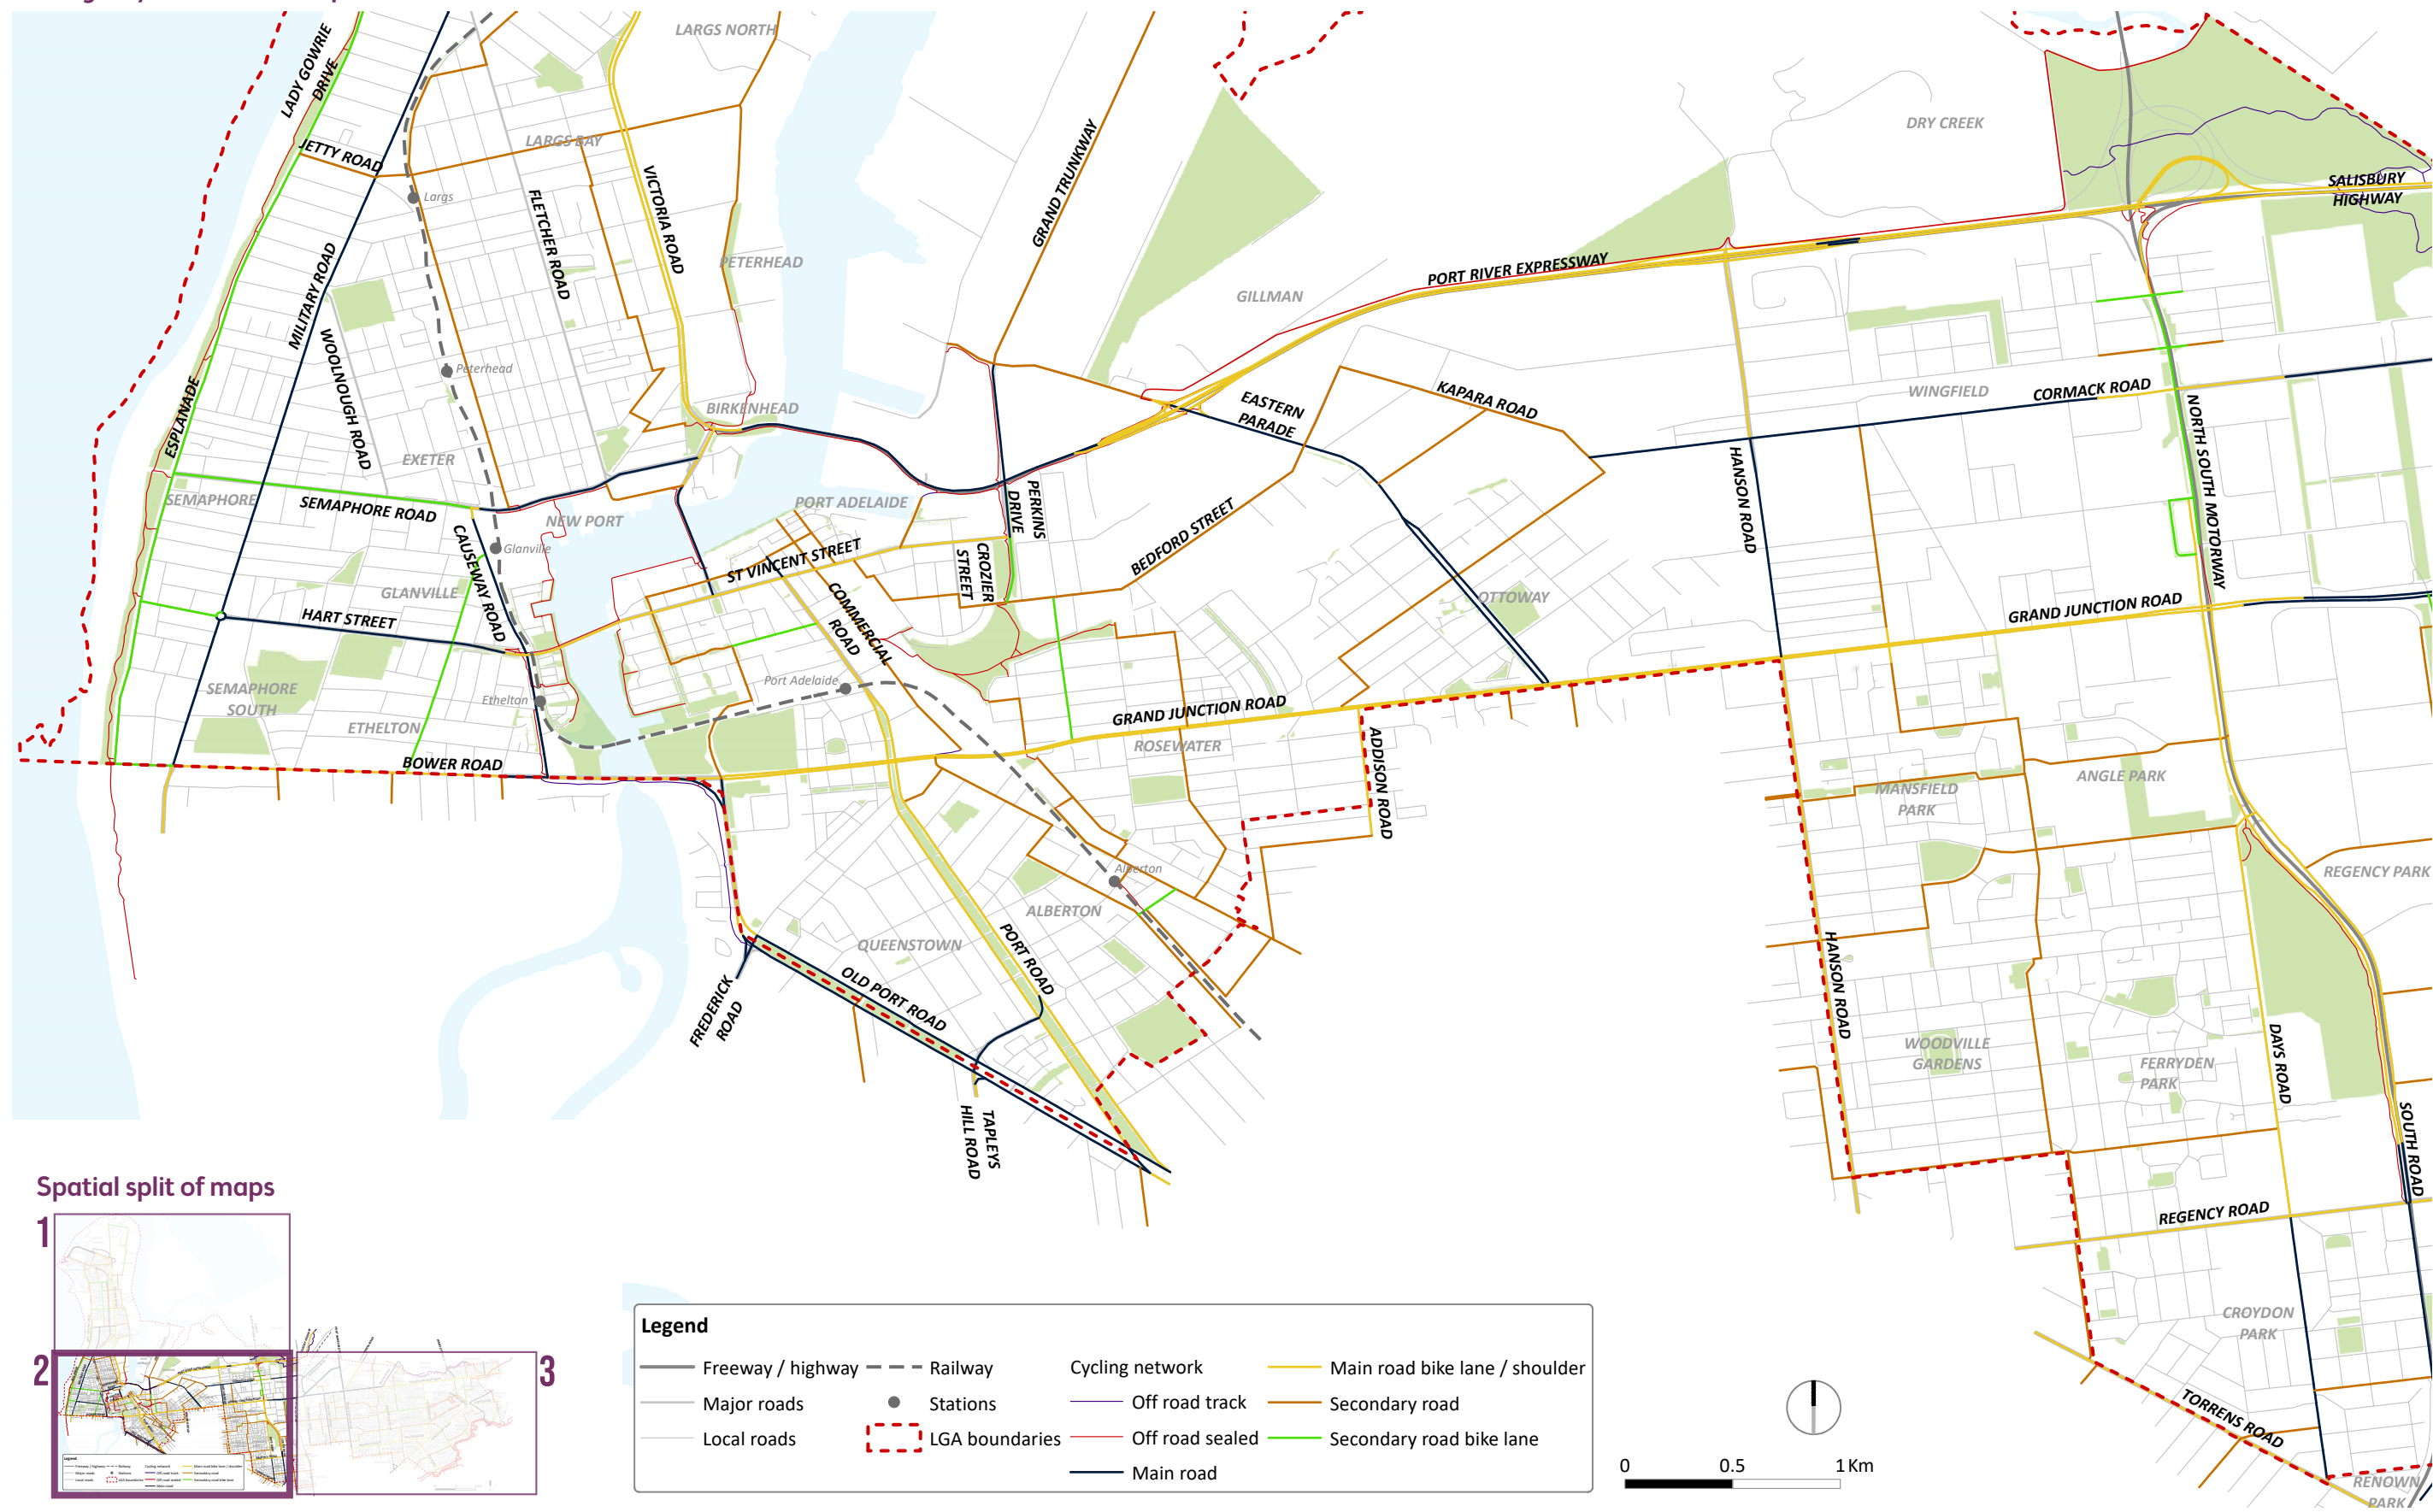 LARGS NORTH
LADY GOWRIE
DRIVE
DRY CREEK
LARGS BAY
JETTY ROAD
SALISBURY
HIGHWAY
Largs
GRAND TRUNKWAY
VICTORIA ROAD
FLETCHER ROAD
PETERHEAD
PORT RIVER EXPRESSWAY
GILLMAN
MILITARY ROAD
WOOLNOUGH ROAD
Peterhead
ESPLANADE
BIRKENHEAD
EASTERN
PARADE
KAPARA ROAD
WINGFIELD
CORMACK ROAD
NORTH SOUTH MOTORWAY
EXETER
HANSON ROAD
SEMAPHORE
SEMAPHORE ROAD
NEW PORT
PORT ADELAIDE
PERKINS
DRIVE
BEDFORD STREET
CAUSEWAY ROAD
Glanville
ST VINCENT STREET
CROZIER
STREET
GLANVILLE
HART STREET
COMMERCIAL
ROAD
OTTOWAY
GRAND JUNCTION ROAD
SEMAPHORE
SOUTH
Port Adelaide
Ethelton
ETHELTON
GRAND JUNCTION ROAD
ROSEWATER
ADDISON ROAD
BOWER ROAD
ANGLE PARK
MANSFIELD
PARK
REGENCY PARK
Alberton
ALBERTON
QUEENSTOWN
PORT ROAD
HANSON ROAD
OLD PORT ROAD
FREDERICK
ROAD
WOODVILLE
GARDENS
FERRYDEN
PARK
DAYS ROAD
TAPLEYS
HILL ROAD
SOUTH ROAD
REGENCY ROAD
CROYDON
PARK
TORRENS ROAD
RENOWN
PARK
Spatial split of maps
1
2
3
Legend
Freeway / highway
Major roads
Local roads
Railway
Stations
LGA boundaries
Cycling network
Off road track
Off road sealed
Main road
Main road bike lane / shoulder
Secondary road
Secondary road bike lane
0 0.5 1 Km